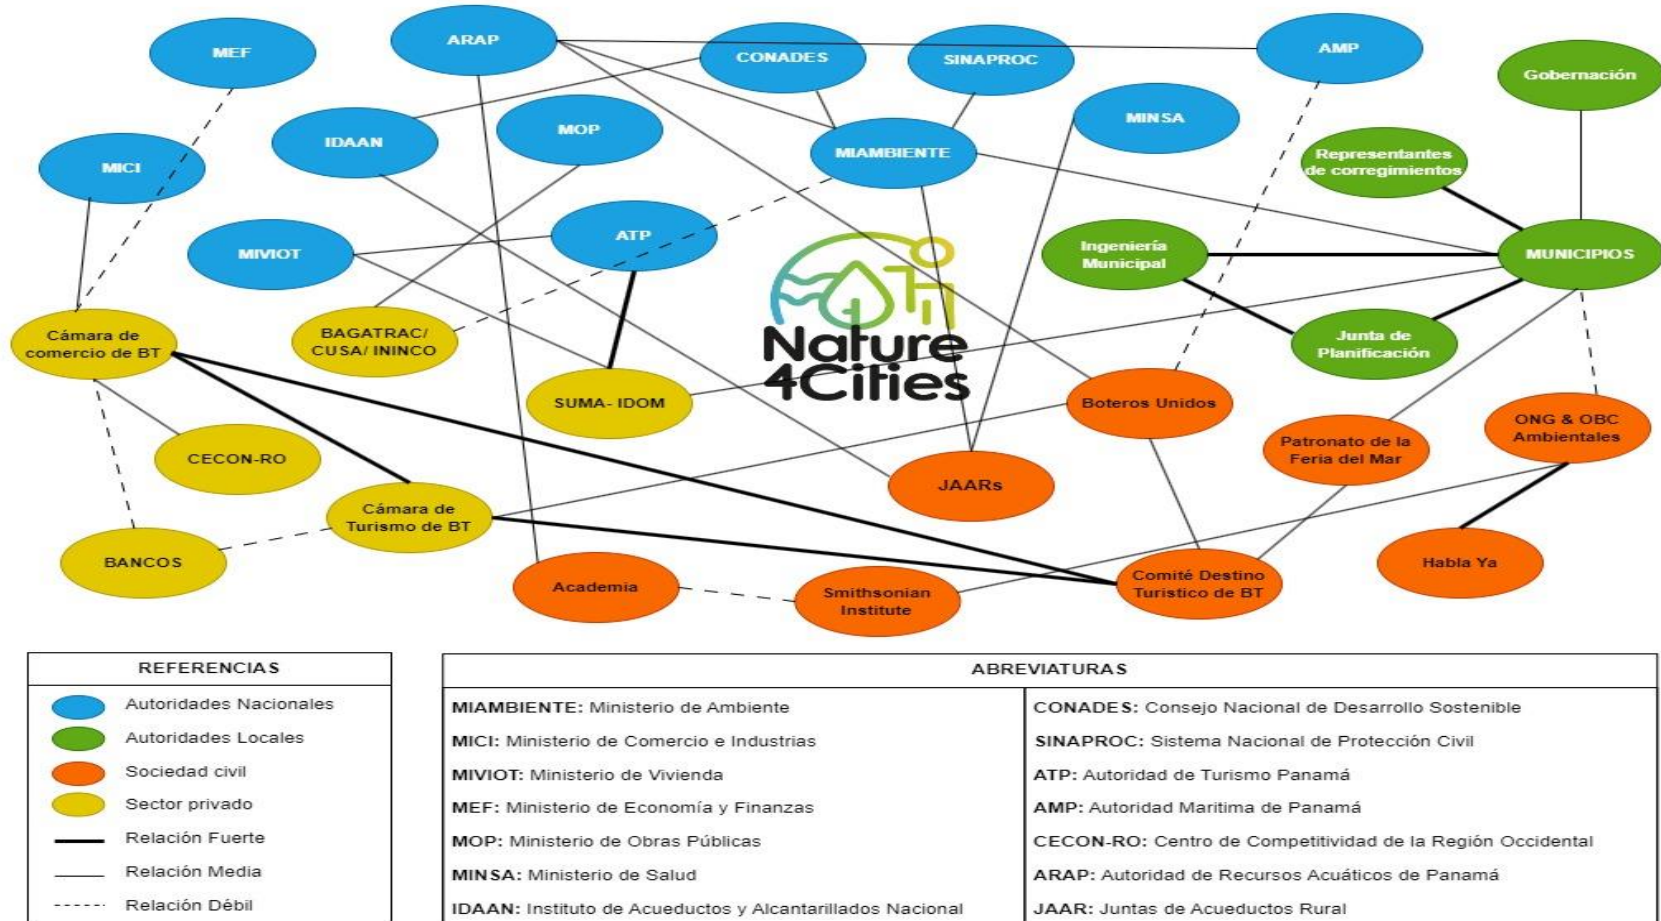 MEF
ARAP
CONADES
SINAPROC
AMP
Gobernación
MICI
IDAAN
MOP
MIAMBIENTE
MINSA
Representantes
de corregimientos
MIVIOT
ATP
Ingeniería
Municipal
MUNICIPIOS
Cámara de
comercio de BT
BAGATRAC/
CUSA/ ININCO
Nature
4Cities
Junta de
Planificación
SUMA- IDOM
Boteros Unidos
Patronato de la
Feria del Mar
ONG & OBC
Ambientales
CECON-RO
JAARs
Cámara de
Turismo de BT
BANCOS
Academia
Smithsonian
Institute
Comité Destino
Turistico de BT
Habla Ya
REFERENCIAS
Autoridades Nacionales
Autoridades Locales
Sociedad civil
Sector privado
Relación Fuerte
Relación Media
Relación Débil
ABREVIATURAS
MIAMBIENTE: Ministerio de Ambiente
MICI: Ministerio de Comercio e Industrias
MIVIOT: Ministerio de Vivienda
MEF: Ministerio de Economía y Finanzas
MOP: Ministerio de Obras Públicas
MINSA: Ministerio de Salud
IDAAN: Instituto de Acueductos y Alcantarillados Nacional
CONADES: Consejo Nacional de Desarrollo Sostenible
SINAPROC: Sistema Nacional de Protección Civil
ATP: Autoridad de Turismo Panamá
AMP: Autoridad Maritima de Panamá
CECON-RO: Centro de Competitividad de la Región Occidental
ARAP: Autoridad de Recursos Acuáticos de Panamá
JAAR: Juntas de Acueductos Rural